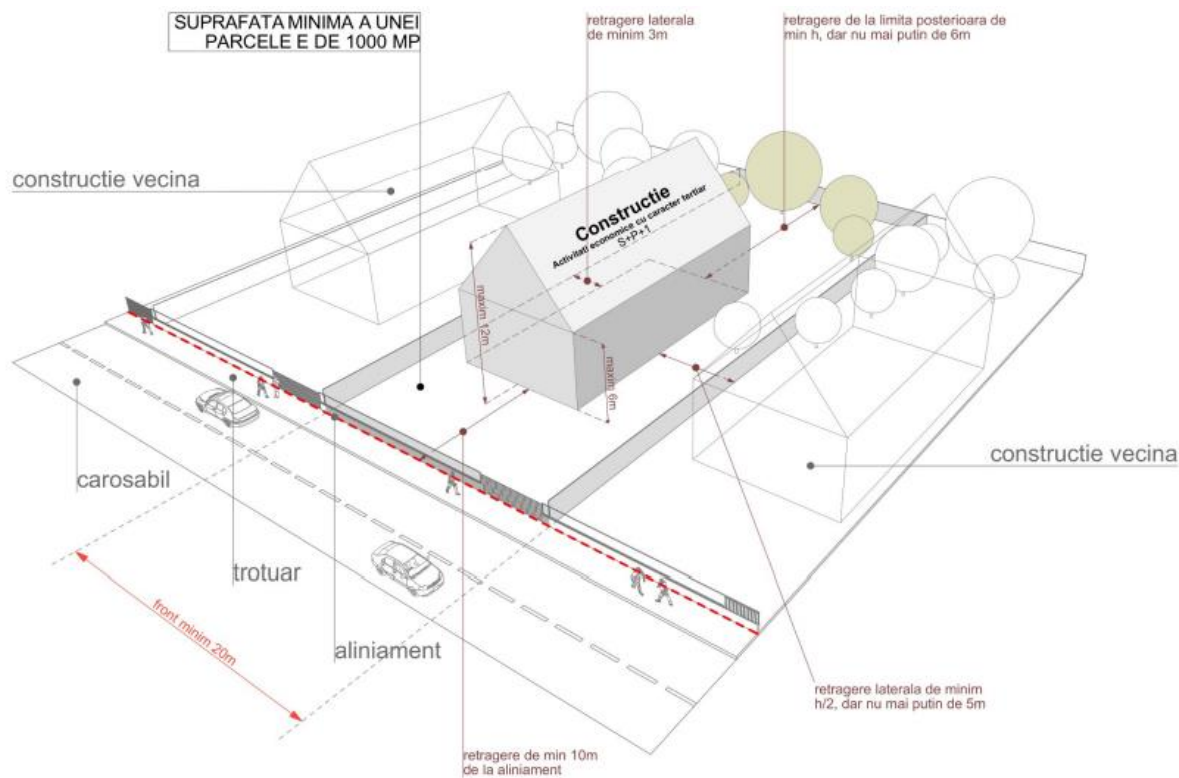 SUPRAFATA MINIMA A UNEI
PARCELE E DE 1000 MP
retragere laterala
de minim 3m
retragere de la limita posterioara de
min h, dar nu mai putin de 6m
constructie vecina
Constructie
Activitati economice cu caracter tertiar
S+P+1
maxim 12m
maxim 6m
constructie vecina
carosabil
trotuar
aliniament
front minim 20m
retragere laterala de minim
h/2, dar nu mai putin de 5m
retragere de min 10m
de la aliniament